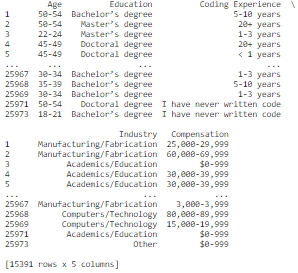 Age Education Coding Experience \
1 50-54 Bachelor's degree 5-10 years
2 50-54 Master's degree 20+ years
3 22-24 Master's degree 1-3 years
4 45-49 Doctoral degree 20+ years
5 45-49 Doctoral degree < 1 years
... ... ... ...
25967 30-34 Bachelor's degree 1-3 years
25968 35-39 Bachelor's degree 5-10 years
25969 30-34 Bachelor's degree 1-3 years
25971 50-54 Doctoral degree I have never written code
25973 18-21 Bachelor's degree I have never written code
Industry Compensation
1 Manufacturing/Fabrication 25,000-29,999
2 Manufacturing/Fabrication 60,000-69,999
3 Academics/Education $0-999
4 Academics/Education 30,000-39,999
5 Academics/Education 30,000-39,999
... ... ...
25967 Manufacturing/Fabrication 3,000-3,999
25968 Computers/Technology 80,000-89,999
25969 Computers/Technology 15,000-19,999
25971 Academics/Education $0-999
25973 Other $0-999
[15391 rows x 5 columns]